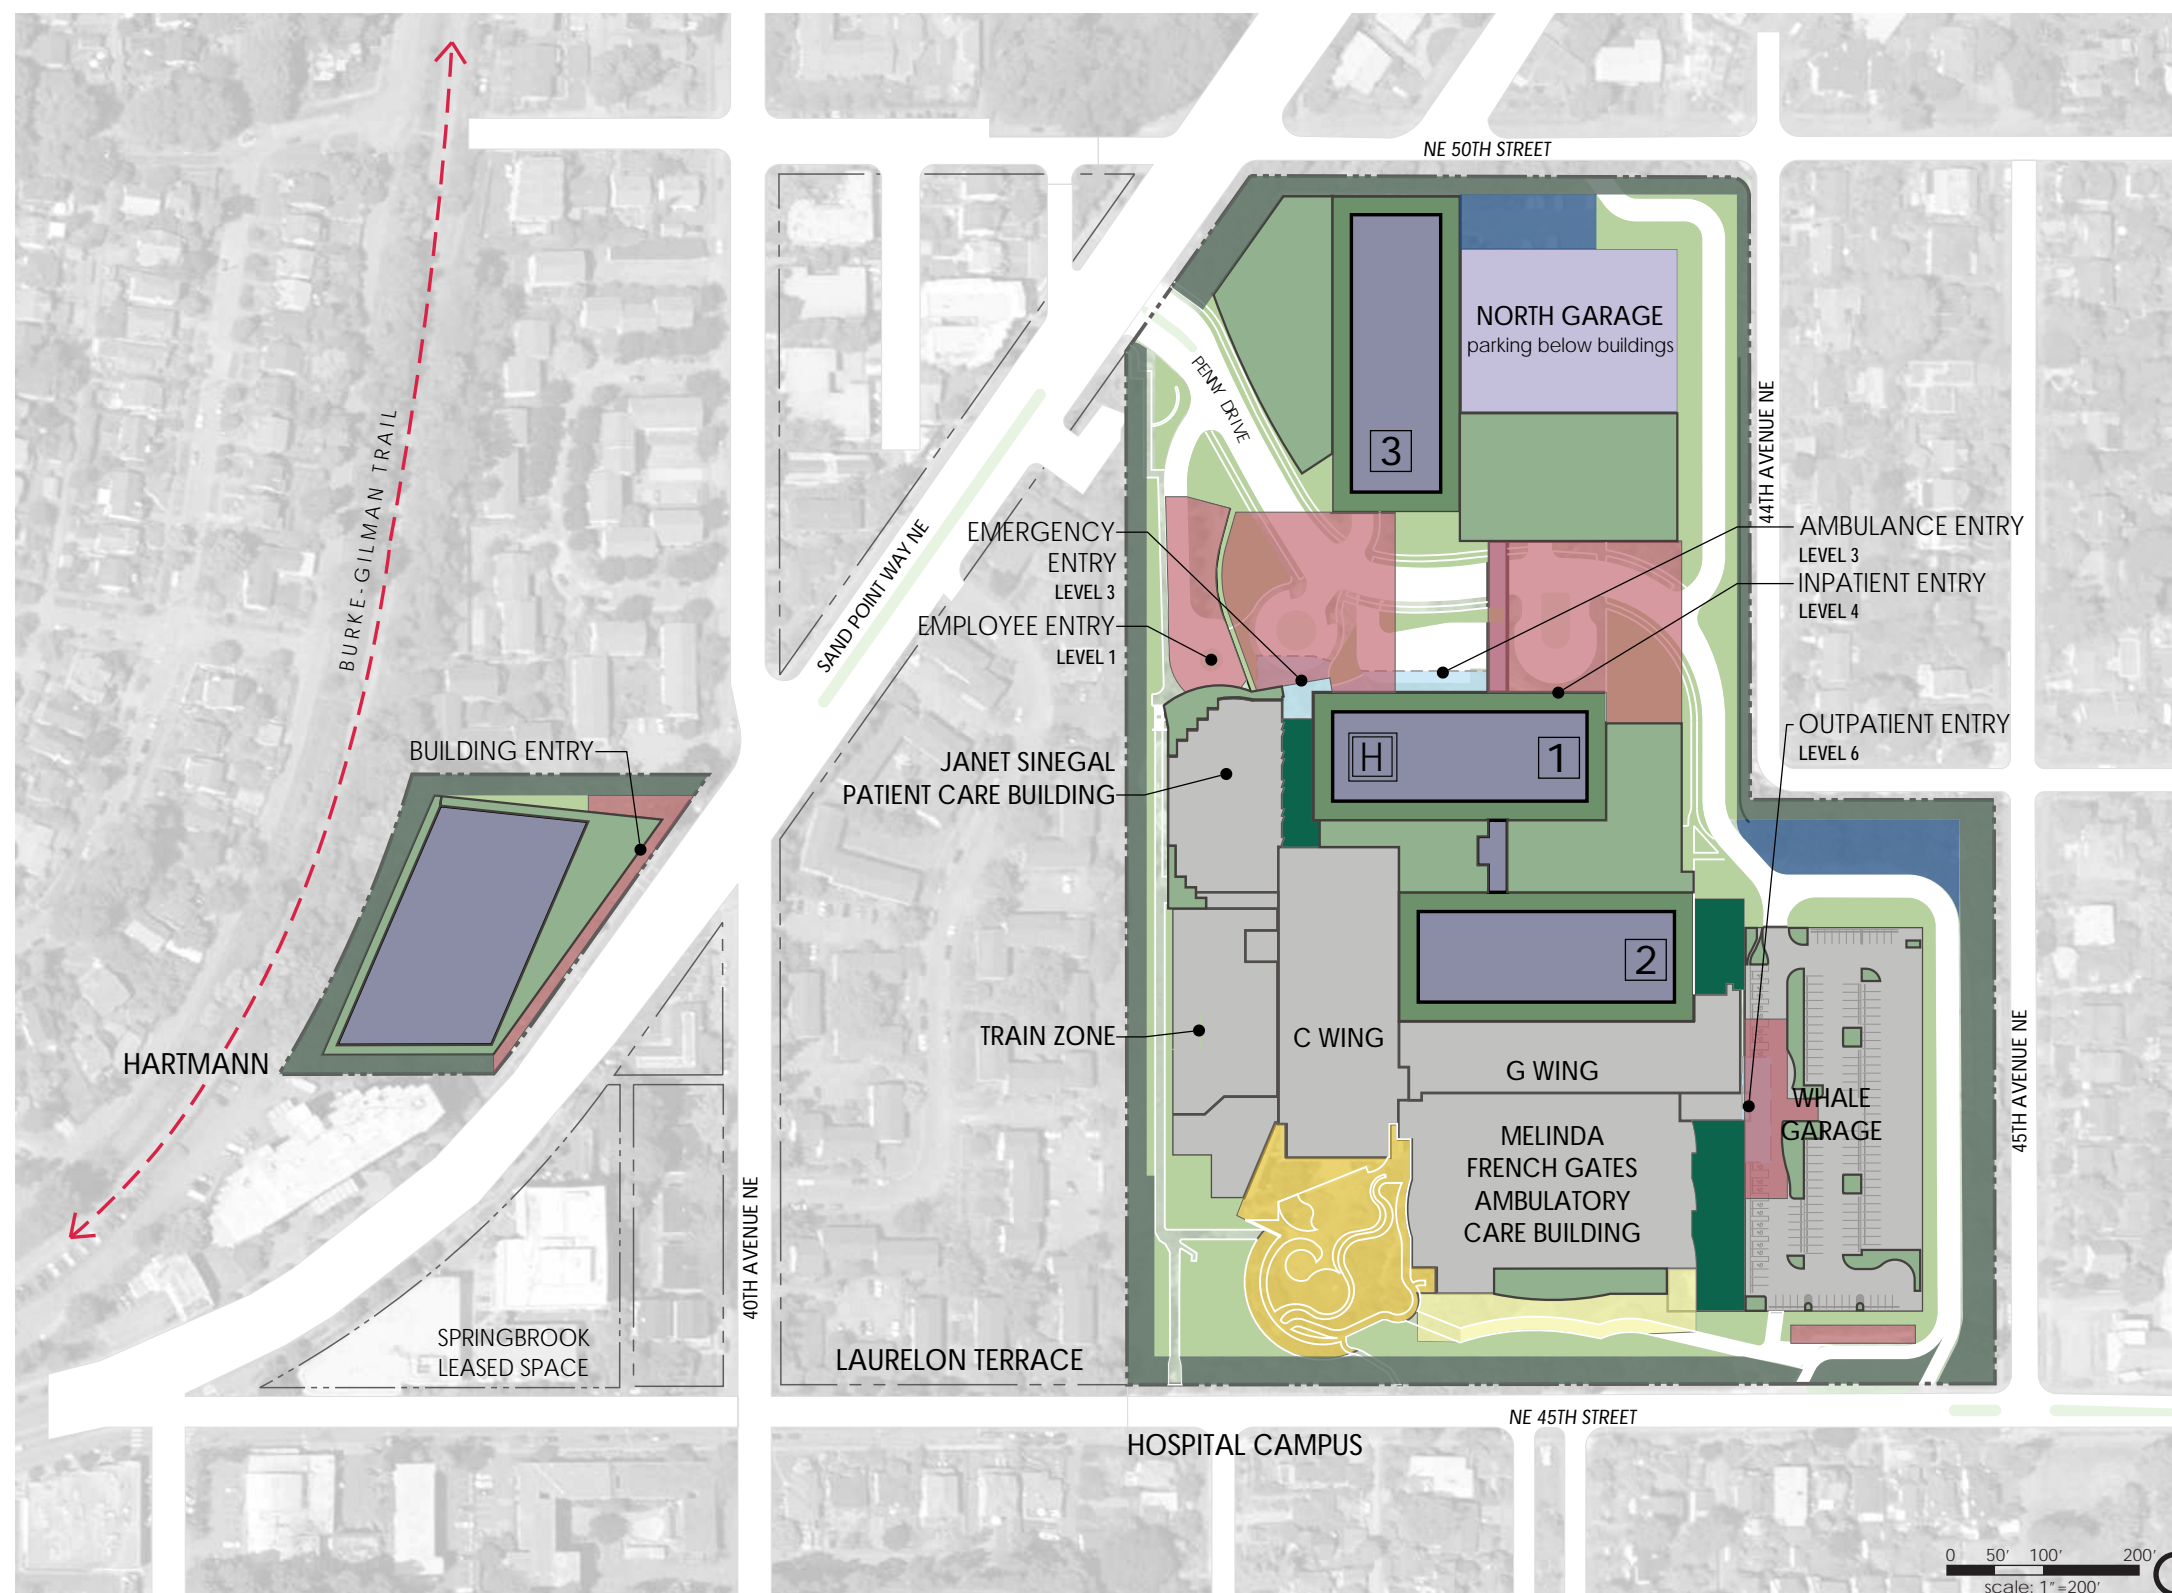 NE 50TH STREET
NORTH GARAGE
parking below buildings
PENNY DRIVE
3
44TH AVENUE NE
BURKE-GILMAN TRAIL
SAND POINT WAY NE
EMERGENCY
ENTRY
LEVEL 3
EMPLOYEE ENTRY
LEVEL 1
AMBULANCE ENTRY
LEVEL 3
INPATIENT ENTRY
LEVEL 4
OUTPATIENT ENTRY
LEVEL 6
BUILDING ENTRY
JANET SINEGAL
PATIENT CARE BUILDING
H
1
2
TRAIN ZONE
C WING
G WING
HARTMANN
WHALE
GARAGE
MELINDA
FRENCH GATES
AMBULATORY
CARE BUILDING
45TH AVENUE NE
40TH AVENUE NE
SPRINGBROOK
LEASED SPACE
LAURELON TERRACE
NE 45TH STREET
HOSPITAL CAMPUS
0 50' 100' 200'
scale: 1"=200'